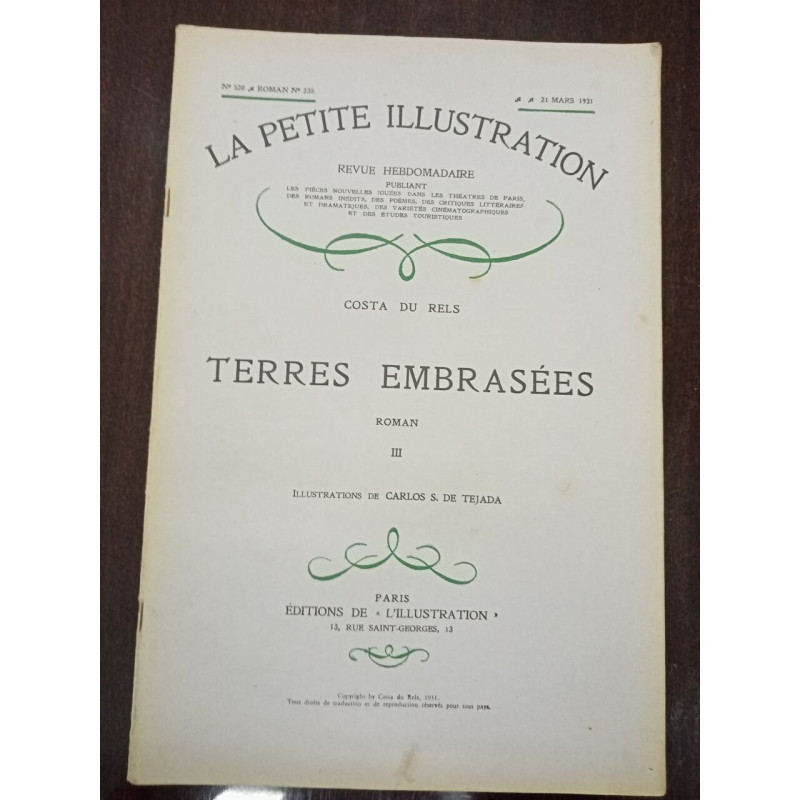 ROMAN Nº
21 MARS 1931
LA PETITE ILLUSTRATION
REVUE HEBDOMADAIRE
PUBLIANT
LES PIÈCES NOUVELLES JOUÉES DANS LES THÉATRES DE PARIS,
DES ROMANS INÉDITS, DES POÈMES, DES CRITIQUES LITTÉRAIRES
ET DRAMATIQUES, DES VARIÉTÉS CINÉMATOGRAPHIQUES
ET DES ÉTUDES TOURISTIQUES
COSTA DU RELS
TERRES EMBRASÉES
ROMAN
III
ILLUSTRATIONS DE CARLOS S. DE TEJADA
PARIS
ÉDITIONS DE « L'ILLUSTRATION »
13, RUE SAINT-GEORGES, 13
Copyright by Costa du Rels, 1931.
Tous droits de traduction et de reproduction réservés pour tous pays.